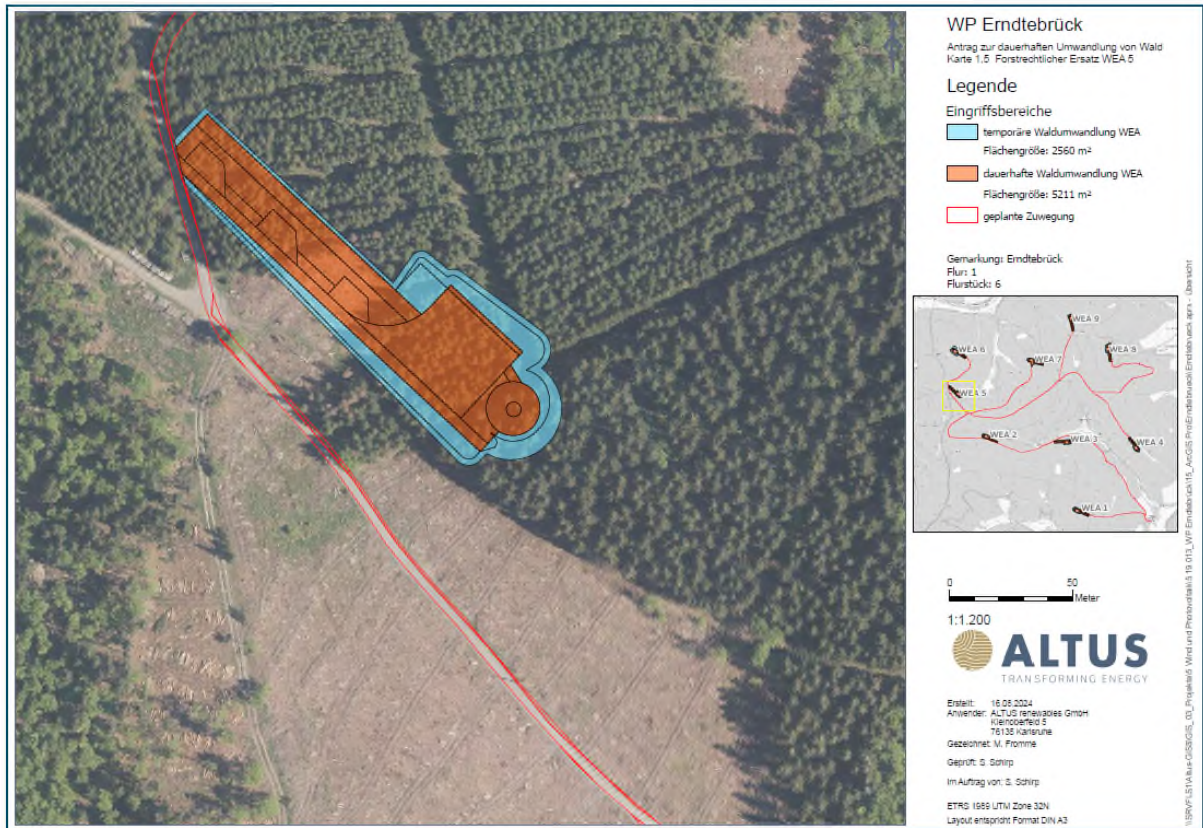 WP Erndtebrück
Antrag zur dauerhaften Umwandlung von Wald
Karte 1.5 Forstrechtlicher Ersatz WEA 5
Legende
Eingriffsbereiche
temporäre Waldumwandlung WEA
Flächengröße: 2560 m²
dauerhafte Waldumwandlung WEA
Flächengröße: 5211 m²
geplante Zuwegung
Gemarkung: Erndtebrück
Flur: 1
Flurstück: 6
WEA 9
WEA 6
WEA 7
WEA 8
WEA 5
WEA 2
WEA 3
WEA 4
WEA 1
0 50
Meter
1:1.200
ALTUS
TRANSFORMING ENERGY
Erstellt: 16.08.2024
Anwender: ALTUS renewables GmbH
Kleinoberfeld 5
76135 Karlsruhe
Gezeichnet: M. Fromme
Geprüft: S. Schirp
Im Auftrag von: S. Schirp
ETRS 1989 UTM Zone 32N
Layout entspricht Format DIN A3